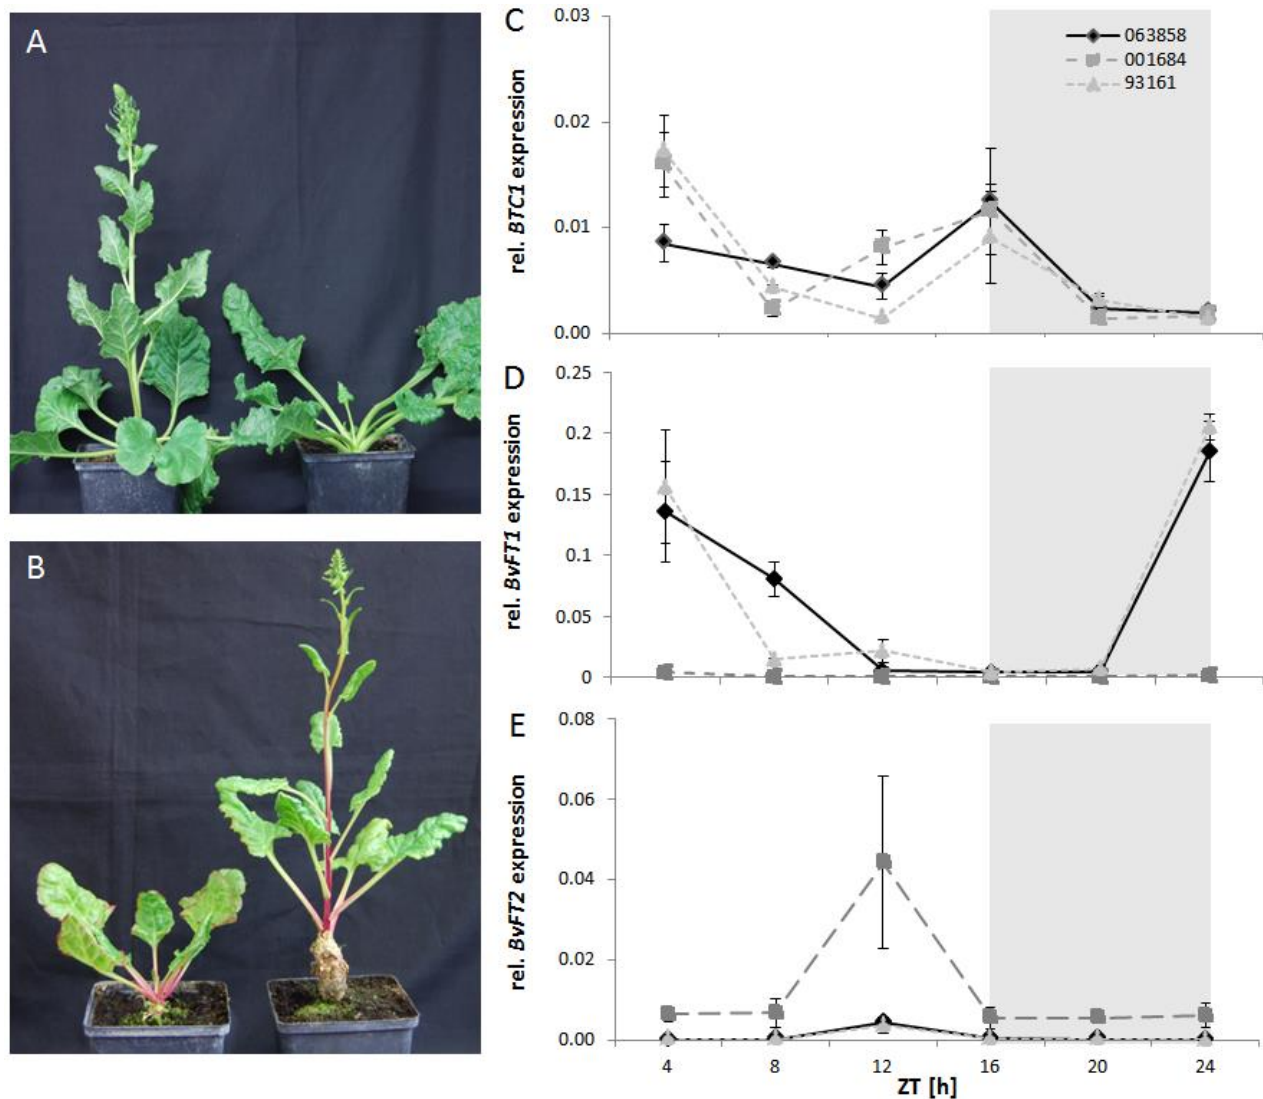 A
B
C
rel. BTC1 expression
0.03
0.02
0.01
0.00
063858
001684
93161
D
rel. BvFT1 expression
0.25
0.2
0.15
0.1
0.05
0
E
rel. BvFT2 expression
0.08
0.06
0.04
0.02
0.00
4 8 12 16 20 24
ZT [h]